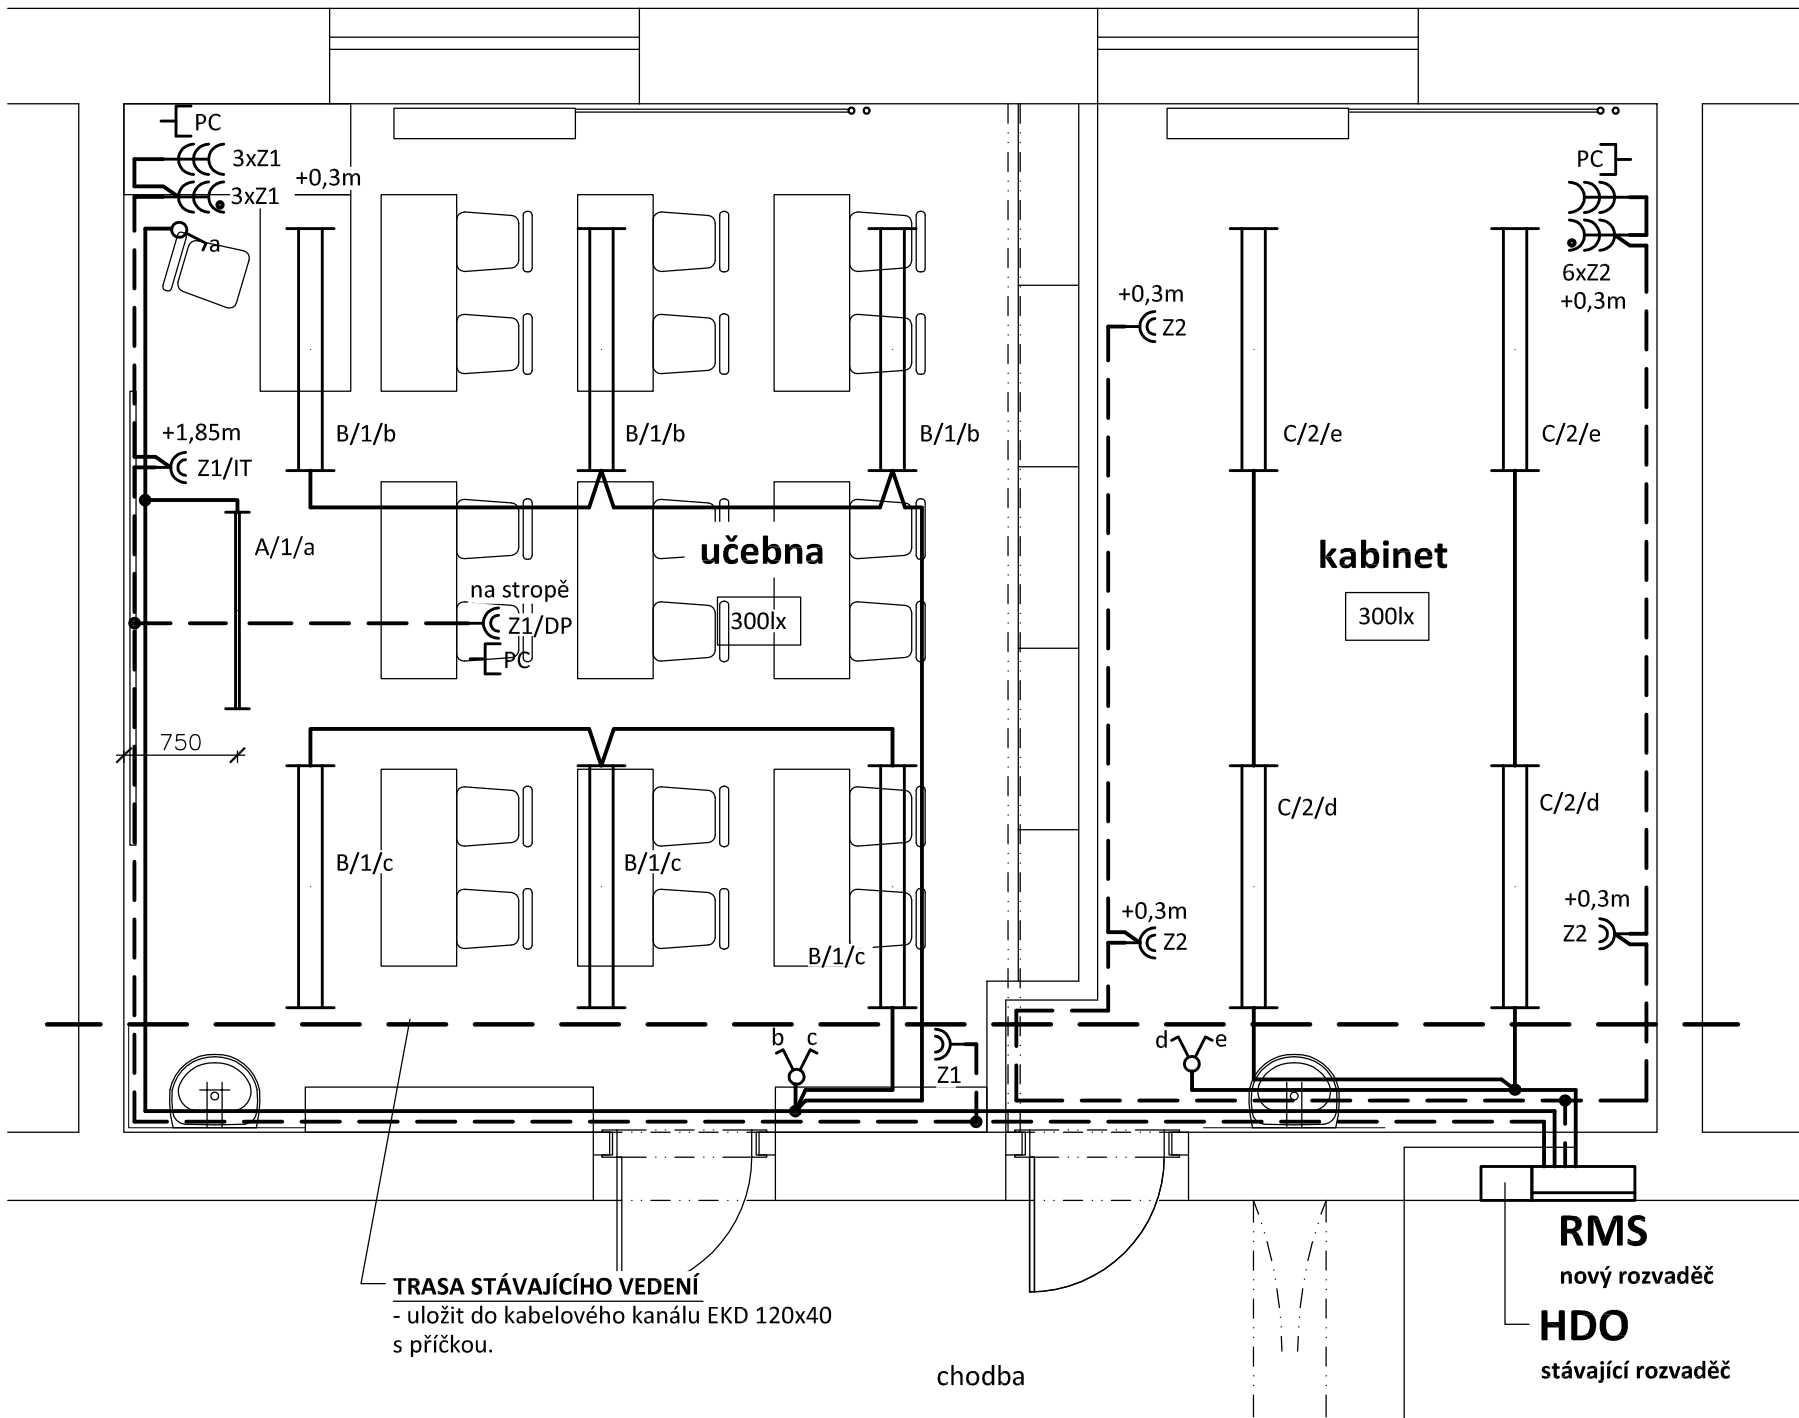 PC
3xZ1
+0,3m
3xZ1
a
PC
6xZ2
+0,3m
+0,3m
Z2
+1,85m
Z1/IT
B/1/b
B/1/b
B/1/b
C/2/e
C/2/e
A/1/a
učebna
300lx
kabinet
300lx
na stropě
Z1/DP
PC
750
B/1/c
B/1/c
B/1/c
C/2/d
C/2/d
+0,3m
Z2
+0,3m
Z2
b
c
Z1
d
e
TRASA STÁVAJÍCÍHO VEDENÍ
- uložit do kabelového kanálu EKD 120x40
s příčkou.
chodba
RMS
nový rozvaděč
HDO
stávající rozvaděč